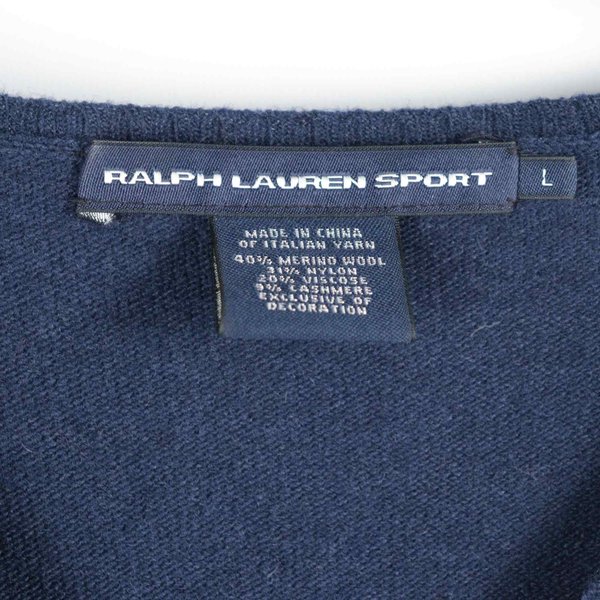 RALPH LAUREN SPORT
L
MADE IN CHINA
OF ITALIAN YARN
40% MERINO WOOL
31% NYLON
20% VISCOSE
9% CASHMERE
EXCLUSIVE OF
DECORATION